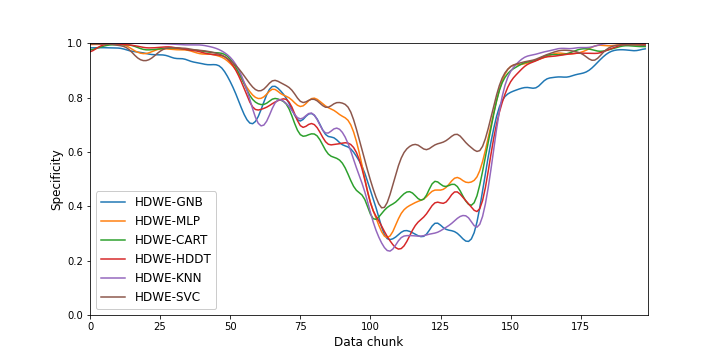 1.0
0.8
0.6
0.4
0.2
0.0
Specificity
HDWE-GNB
HDWE-MLP
HDWE-CART
HDWE-HDDT
HDWE-KNN
HDWE-SVC
0 25 50 75 100 125 150 175
Data chunk